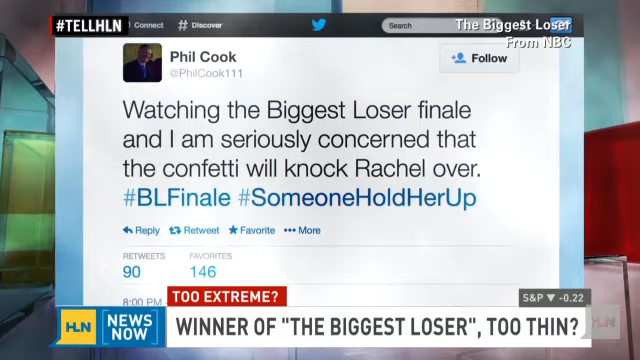 #TELLHLN
Connect
# Discover
Search
The Biggest Loser
From NBC
Phil Cook
@PhilCook111
Follow
Watching the Biggest Loser finale
and I am seriously concerned that
the confetti will knock Rachel over.
#BLFinale #SomeoneHoldHerUp
Reply Retweet Favorite ••• More
RETWEETS FAVORITES
90 146
8:00 PM
TOO EXTREME?
S&P ▼ -0.22
HLN NEWS NOW
WINNER OF "THE BIGGEST LOSER", TOO THIN?
HLN